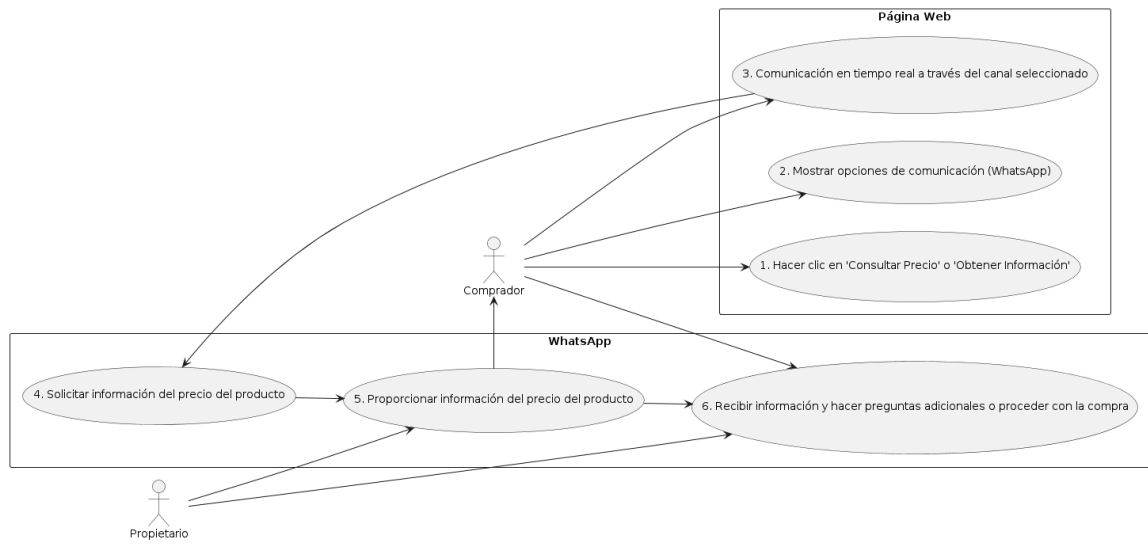 Página Web
3. Comunicación en tiempo real a través del canal seleccionado
2. Mostrar opciones de comunicación (WhatsApp)
1. Hacer clic en 'Consultar Precio' o 'Obtener Información'
Comprador
WhatsApp
4. Solicitar información del precio del producto
5. Proporcionar información del precio del producto
6. Recibir información y hacer preguntas adicionales o proceder con la compra
Propietario